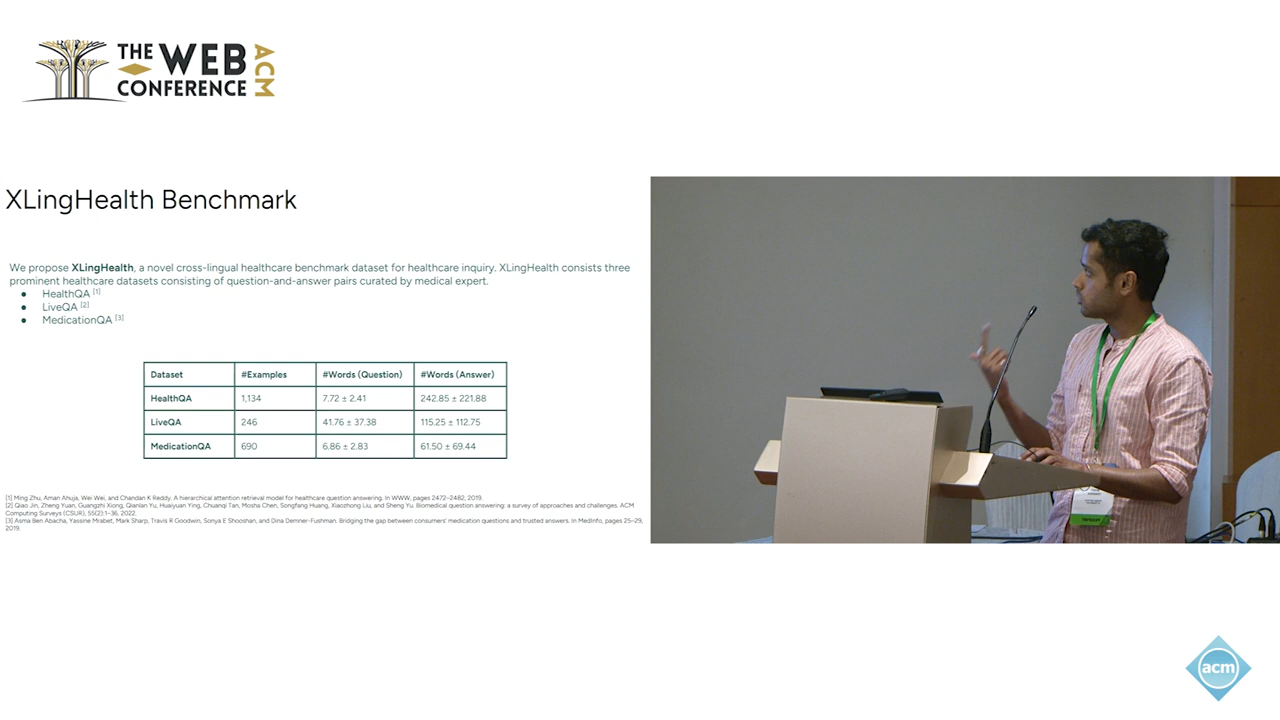 THE WEB
CONFERENCE
ACM
XLingHealth Benchmark
We propose XLingHealth, a novel cross-lingual healthcare benchmark dataset for healthcare inquiry. XLingHealth consists three
prominent healthcare datasets consisting of question-and-answer pairs curated by medical expert.
● HealthQA [1]
● LiveQA [2]
● MedicationQA [3]
Dataset #Examples #Words (Question) #Words (Answer)
HealthQA 1,134 7.72 ± 2.41 242.85 ± 221.88
LiveQA 246 41.76 ± 37.38 115.25 ± 112.75
MedicationQA 690 6.86 ± 2.83 61.50 ± 69.44
[1] Ming Zhu, Aman Ahuja, Wei Wei, and Chandan K Reddy. A hierarchical attention retrieval model for healthcare question answering. In WWW, pages 2472–2482, 2019.
[2] Qiao Jin, Zheng Yuan, Guangzhi Xiong, Qianlan Yu, Huaiyuan Ying, Chuanqi Tan, Mosha Chen, Songfang Huang, Xiaozhong Liu, and Sheng Yu. Biomedical question answering: a survey of approaches and challenges. ACM
Computing Surveys (CSUR), 55(2):1–36, 2022.
[3] Asma Ben Abacha, Yassine Mrabet, Mark Sharp, Travis R Goodwin, Sonya E Shooshan, and Dina Demner-Fushman. Bridging the gap between consumers' medication questions and trusted answers. In MedInfo, pages 25–29,
2019.
acm